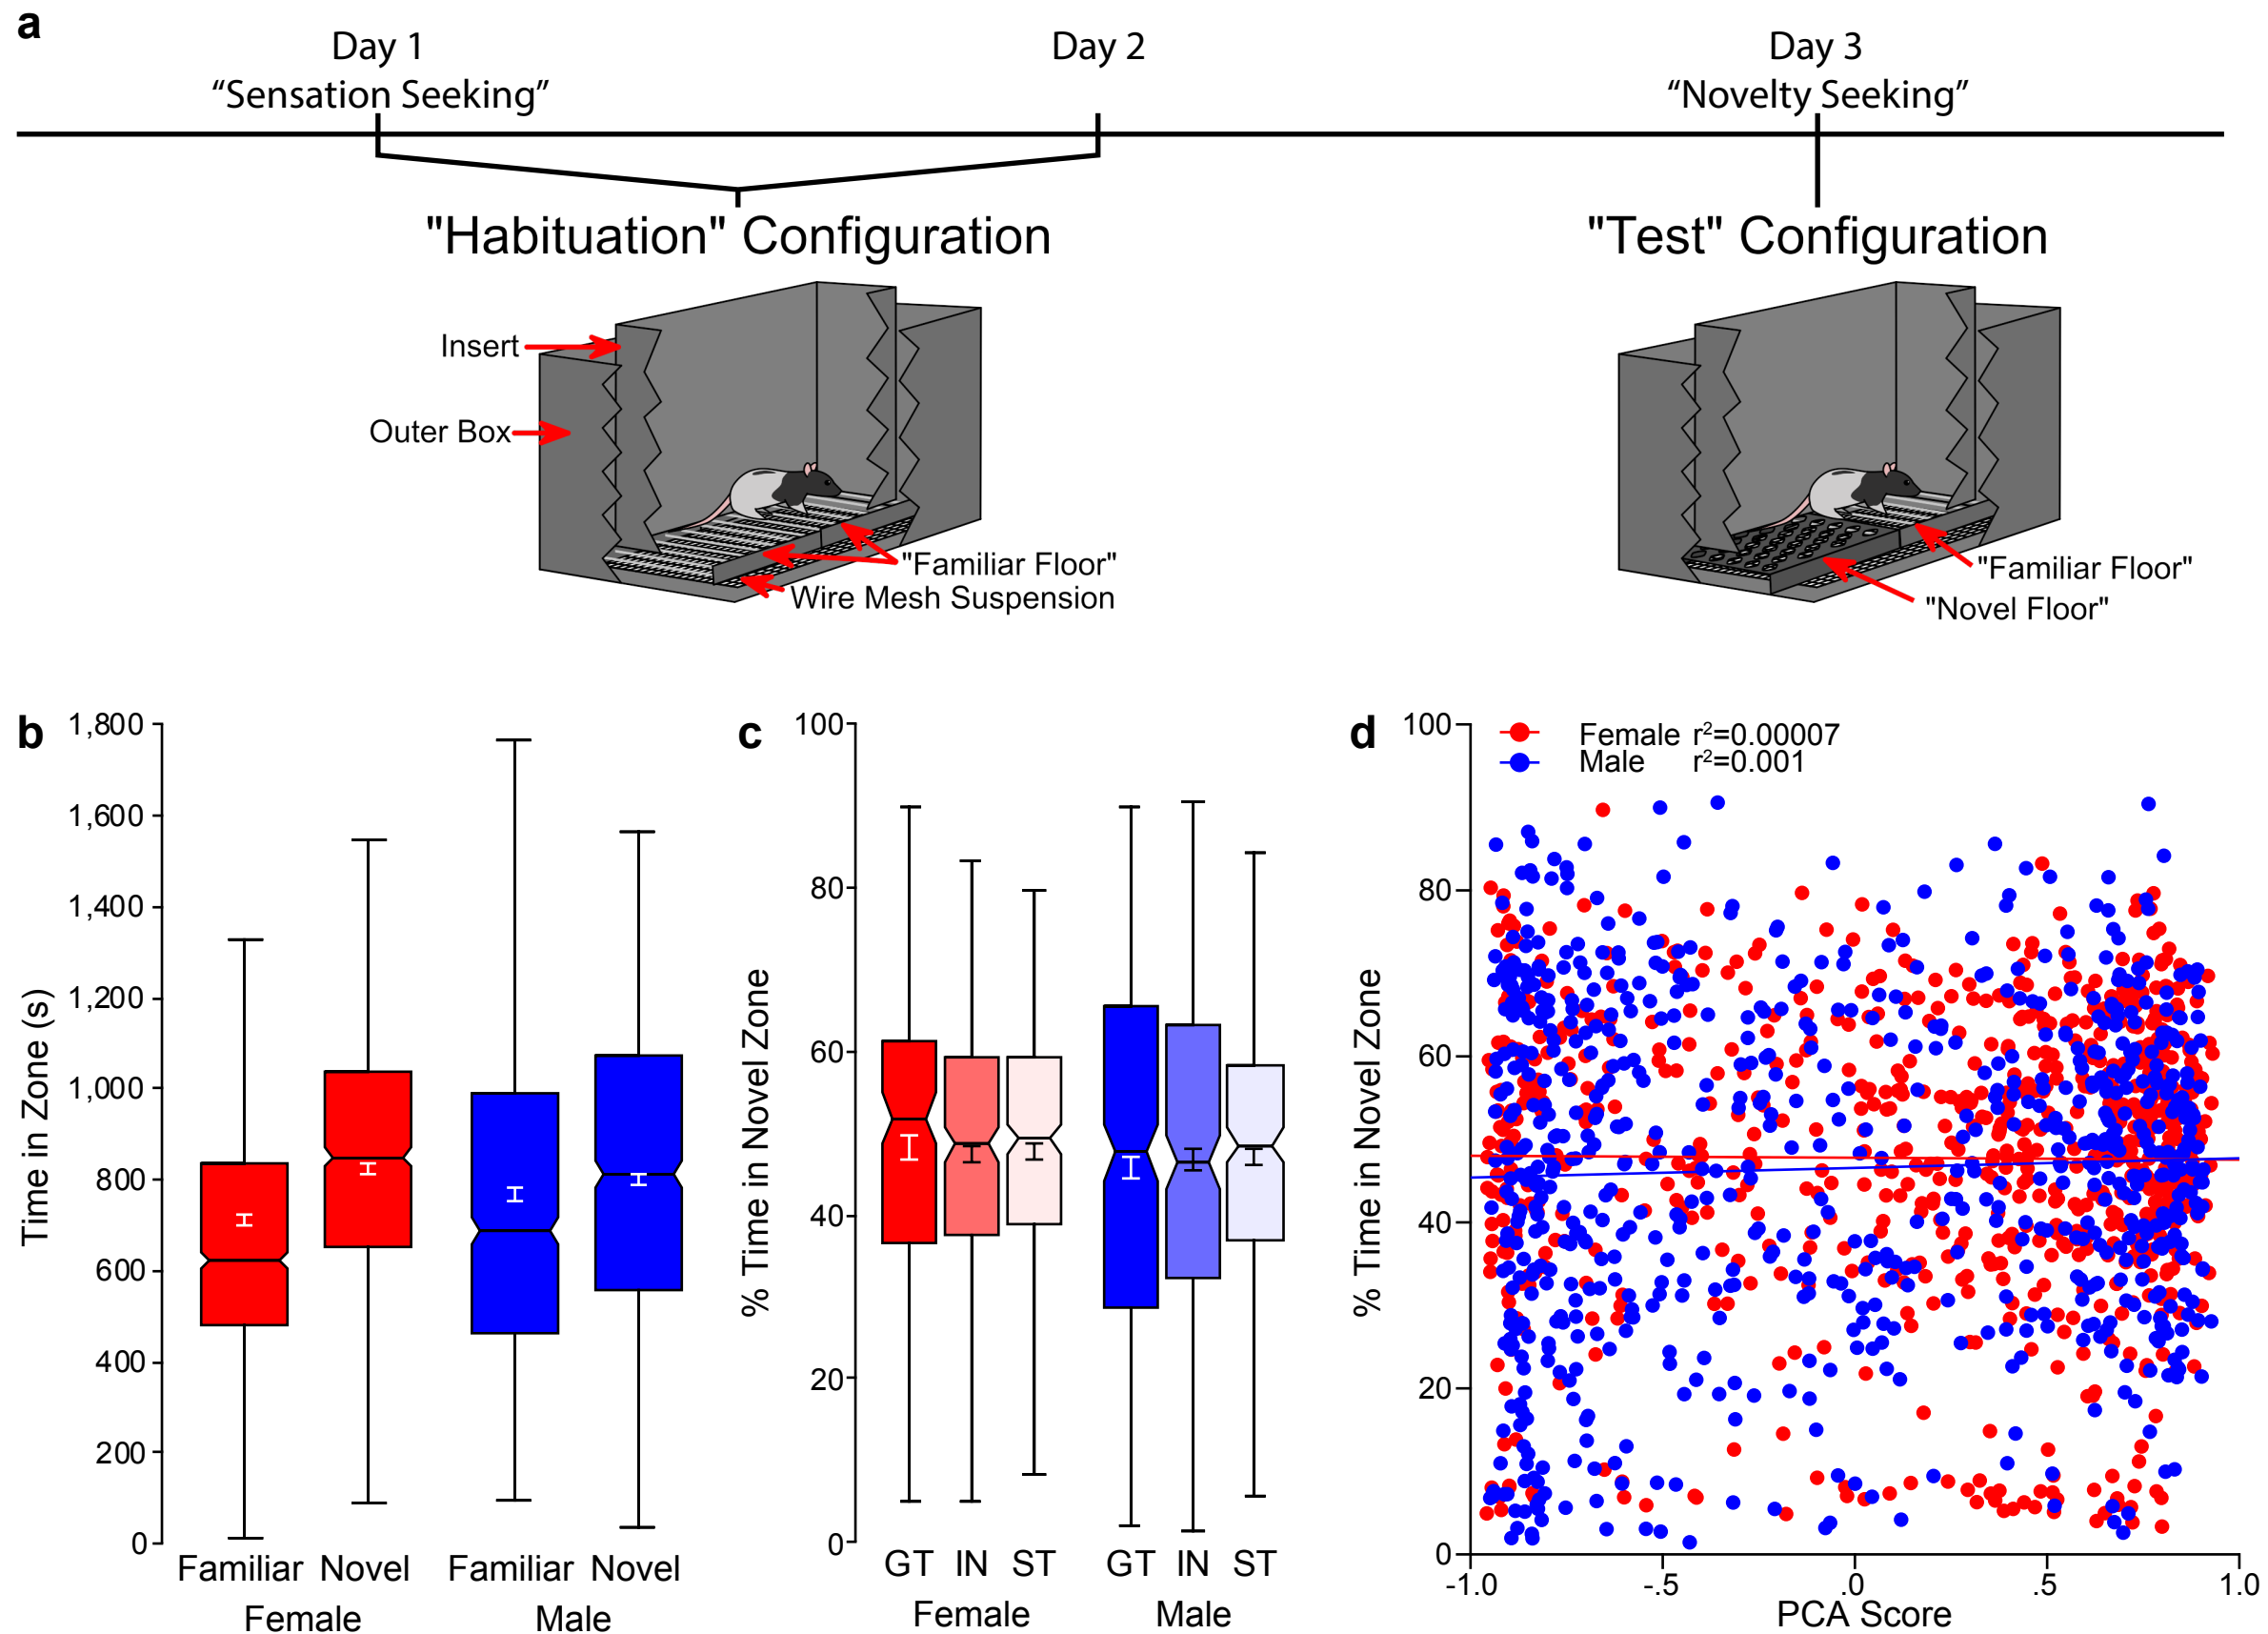 a
Day 1
“Sensation Seeking”
Day 2
Day 3
“Novelty Seeking”
"Habituation" Configuration
"Test" Configuration
Insert
Outer Box
"Familiar Floor"
Wire Mesh Suspension
"Familiar Floor"
"Novel Floor"
b
Time in Zone (s)
1,800
1,600
1,400
1,200
1,000
800
600
400
200
0
Familiar Novel Familiar Novel
Female Male
c
% Time in Novel Zone
100
80
60
40
20
0
GT IN ST GT IN ST
Female Male
d
Female r²=0.00007
Male r²=0.001
% Time in Novel Zone
100
80
60
40
20
0
-1.0 -.5 .0 .5 1.0
PCA Score